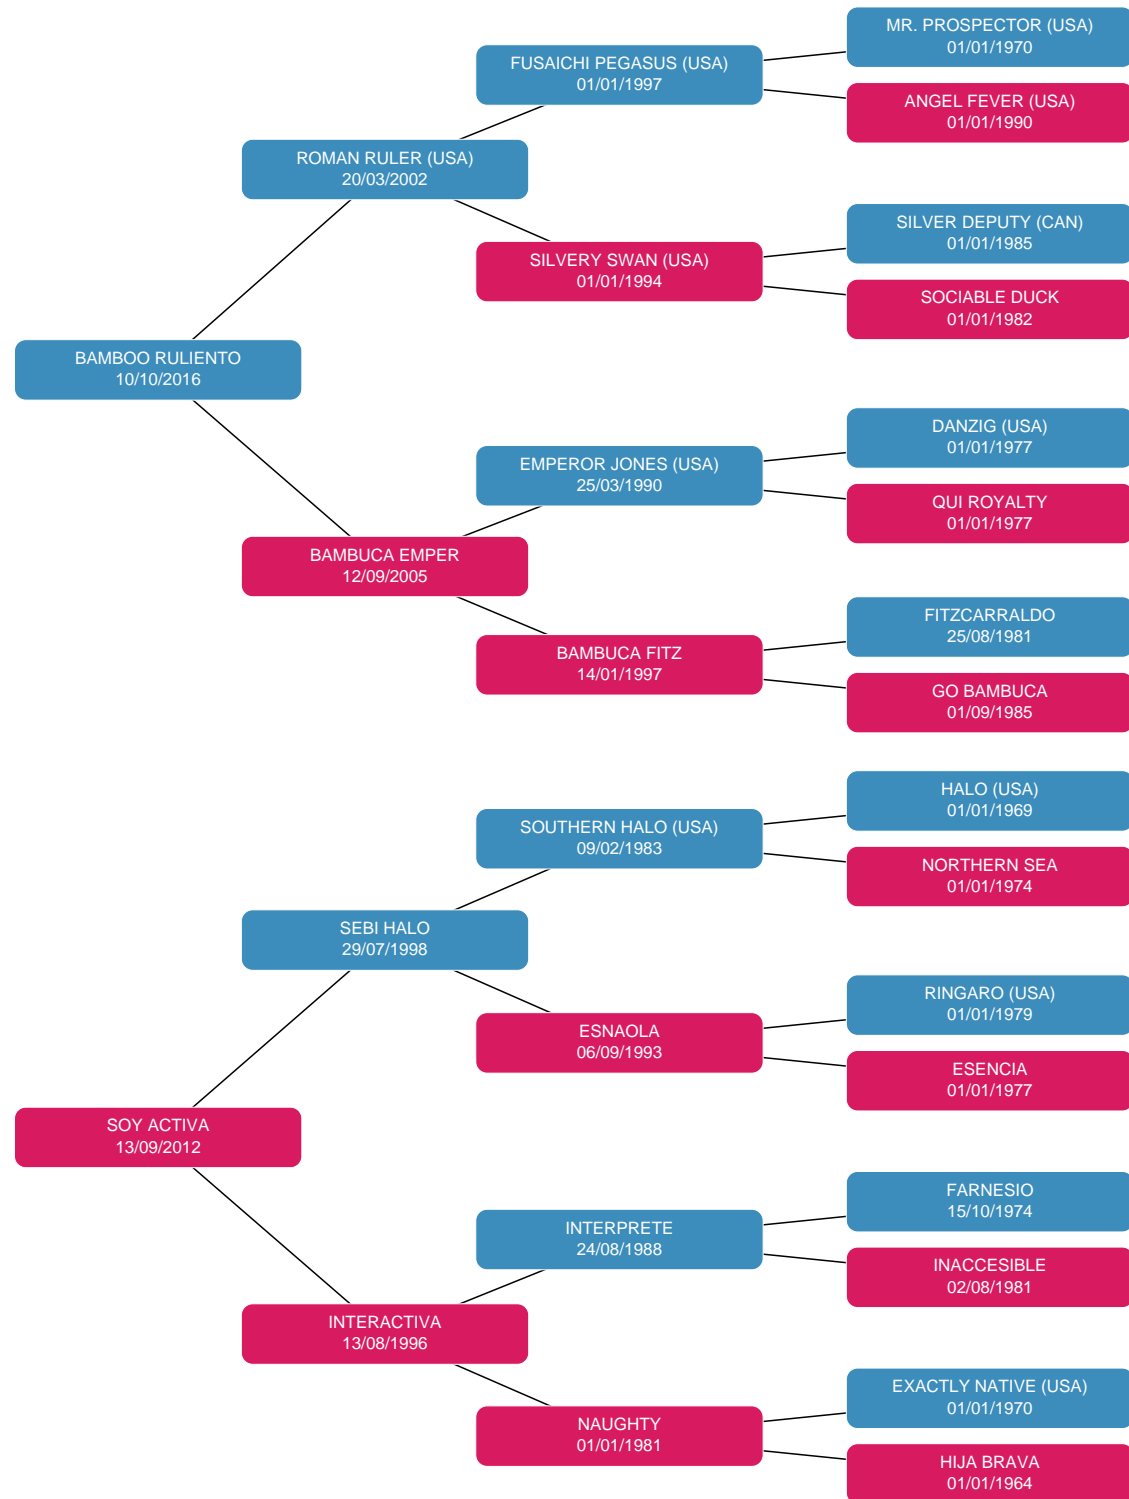 MR. PROSPECTOR (USA)
01/01/1970
FUSAICHI PEGASUS (USA)
01/01/1997
ANGEL FEVER (USA)
01/01/1990
ROMAN RULER (USA)
20/03/2002
SILVER DEPUTY (CAN)
01/01/1985
SILVERY SWAN (USA)
01/01/1994
SOCIABLE DUCK
01/01/1982
BAMBOO RULIENTO
10/10/2016
DANZIG (USA)
01/01/1977
EMPEROR JONES (USA)
25/03/1990
QUI ROYALTY
01/01/1977
BAMBUCA EMPER
12/09/2005
FITZCARRALDO
25/08/1981
BAMBUCA FITZ
14/01/1997
GO BAMBUCA
01/09/1985
HALO (USA)
01/01/1969
SOUTHERN HALO (USA)
09/02/1983
NORTHERN SEA
01/01/1974
SEBI HALO
29/07/1998
RINGARO (USA)
01/01/1979
ESNAOLA
06/09/1993
ESENCIA
01/01/1977
SOY ACTIVA
13/09/2012
FARNESIO
15/10/1974
INTERPRETE
24/08/1988
INACCESIBLE
02/08/1981
INTERACTIVA
13/08/1996
EXACTLY NATIVE (USA)
01/01/1970
NAUGHTY
01/01/1981
HIJA BRAVA
01/01/1964